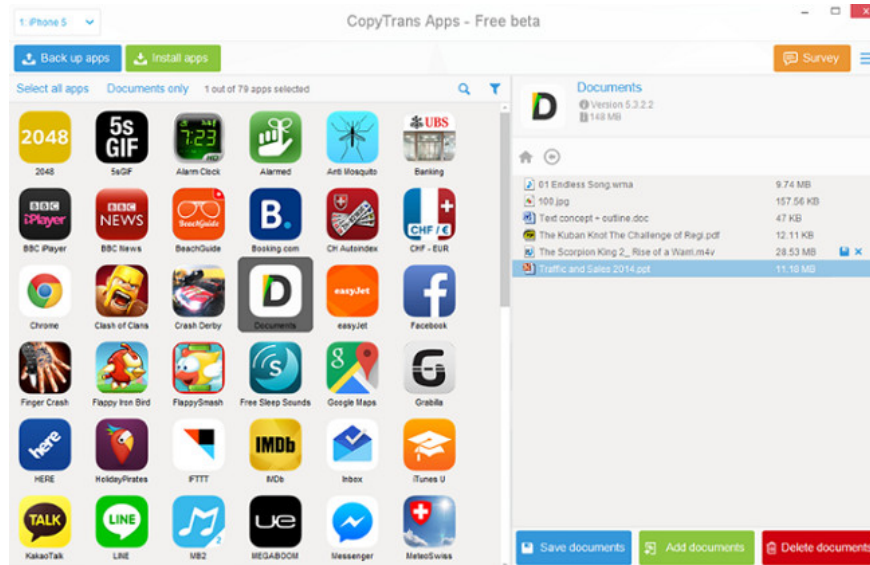 1: iPhone 5
CopyTrans Apps - Free beta
Back up apps
Install apps
Survey
Select all apps
Documents only
1 out of 79 apps selected
Documents
Version 5.3.2.2
148 MB
2048
5s
GIF
7:23
HD
UBS
2048
5sGIF
Alarm Clock
Alarmed
Anti Mosquito
Banking
BBC
iPlayer
BBC
NEWS
BeachGuide
B.
CHF / €
BBC iPlayer
BBC News
BeachGuide
Booking.com
CH Autoindex
CHF - EUR
D
easyJet
f
Chrome
Clash of Clans
Crash Derby
Documents
easyJet
Facebook
S
8
G
Finger Crash
Flappy Iron Bird
FlappySmash
Free Sleep Sounds
Google Maps
Grabilla
here
IMDb
HERE
HolidayPirates
IFTTT
IMDb
Inbox
iTunes U
TALK
LINE
2
ue
KakaoTalk
LINE
MB2
MEGABOOM
Messenger
MeteoSwiss
D
01 Endless Song.wma 9.74 MB
100.jpg 157.56 KB
Text concept + outline.doc 47 KB
The Kuban Knot The Challenge of Regi.pdf 12.11 KB
The Scorpion King 2_ Rise of a Warri.m4v 28.53 MB
Traffic and Sales 2014.ppt 11.18 MB
Save documents
Add documents
Delete documents